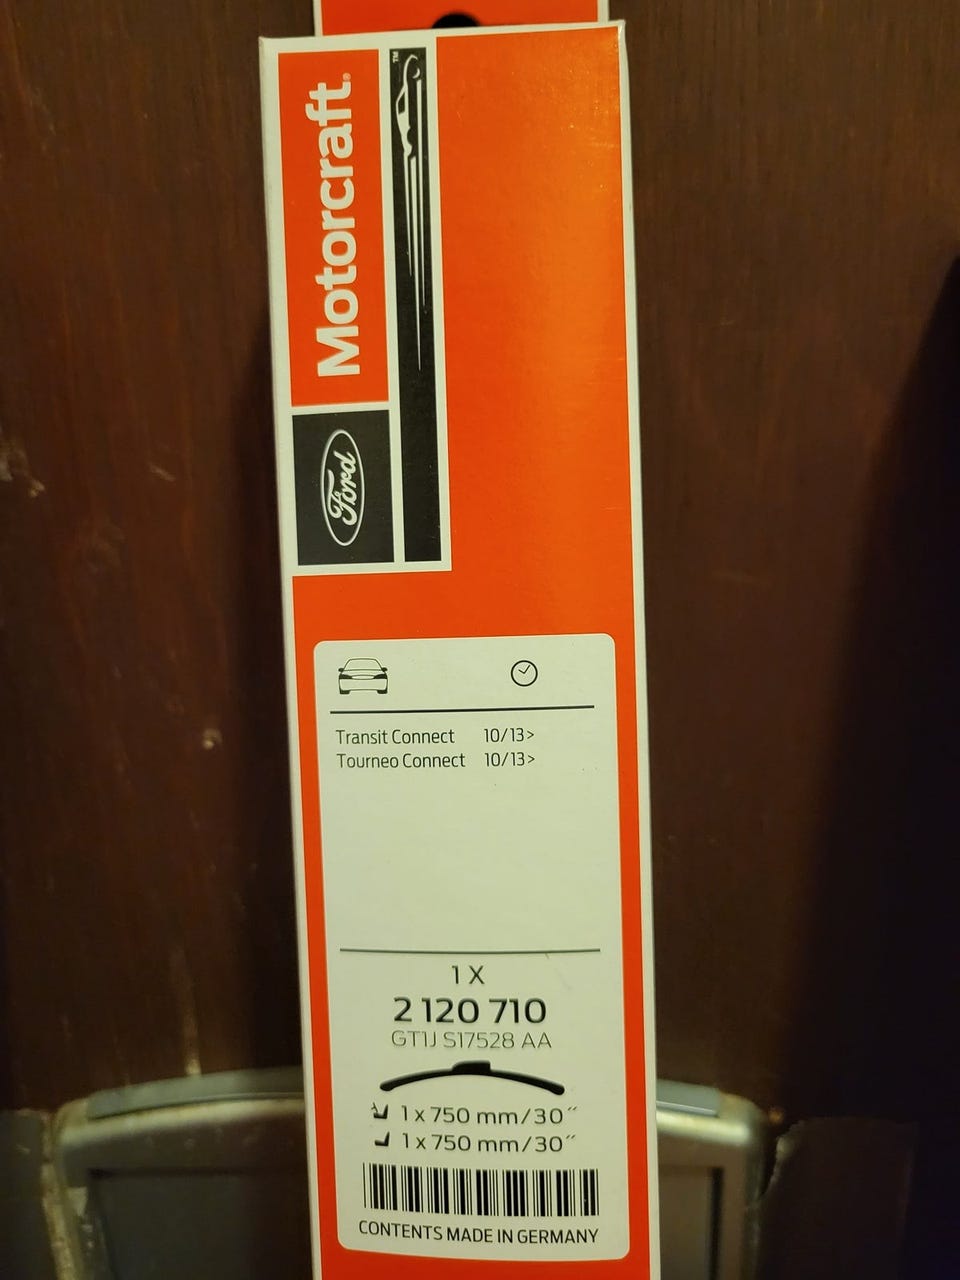 Motorcraft®
™
Ford
Transit Connect 10/13>
Tourneo Connect 10/13>
1 X
2 120 710
GT1J S17528 AA
1 x 750 mm/30″
1 x 750 mm/30″
CONTENTS MADE IN GERMANY